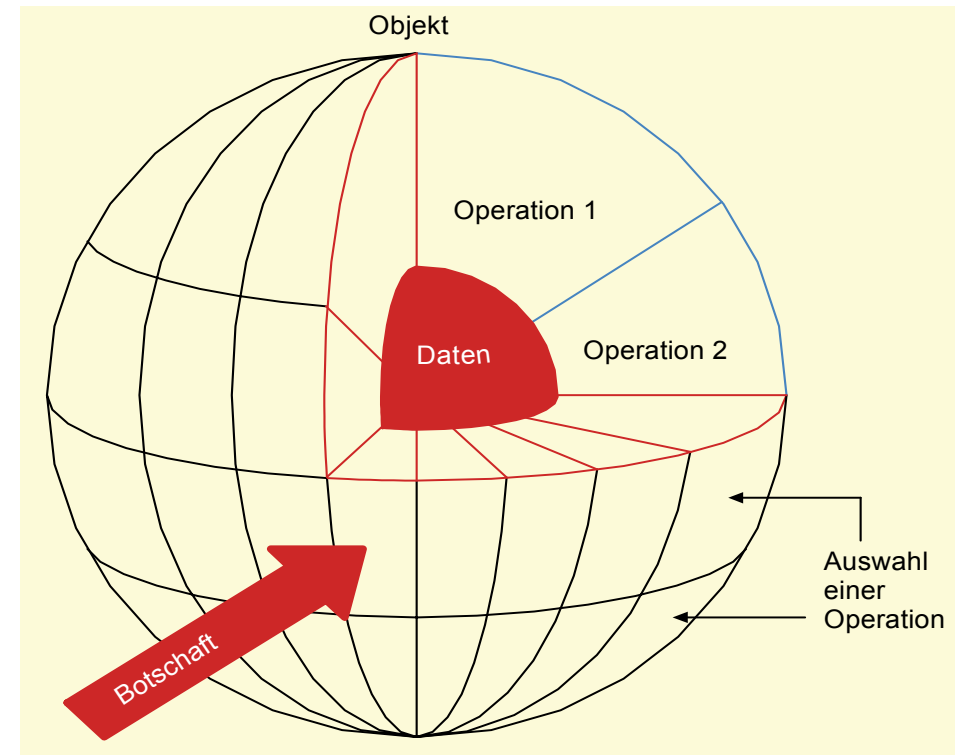 Objekt
Operation 1
Daten
Operation 2
Auswahl
einer
Operation
Botschaft